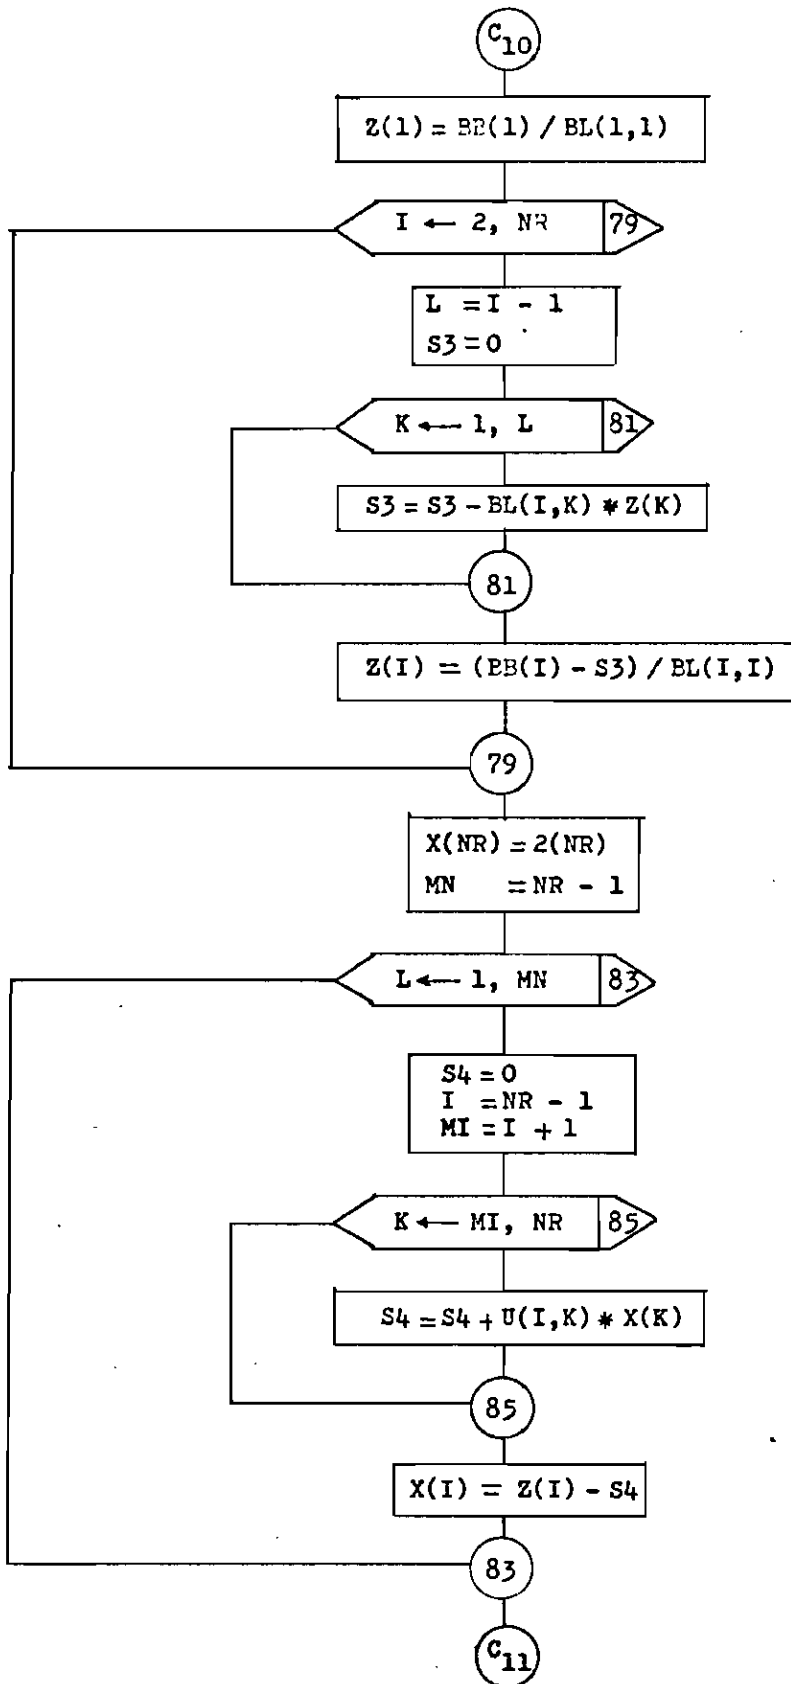 C10
Z(1) = BB(1) / BL(1,1)
I ← 2, NR 79
L = I - 1
S3 = 0
K ← 1, L 81
S3 = S3 - BL(I,K) * Z(K)
81
Z(I) = (BB(I) - S3) / BL(I,I)
79
X(NR) = 2(NR)
MN = NR - 1
L ← 1, MN 83
S4 = 0
I = NR - 1
MI = I + 1
K ← MI, NR 85
S4 = S4 + U(I,K) * X(K)
85
X(I) = Z(I) - S4
83
C11